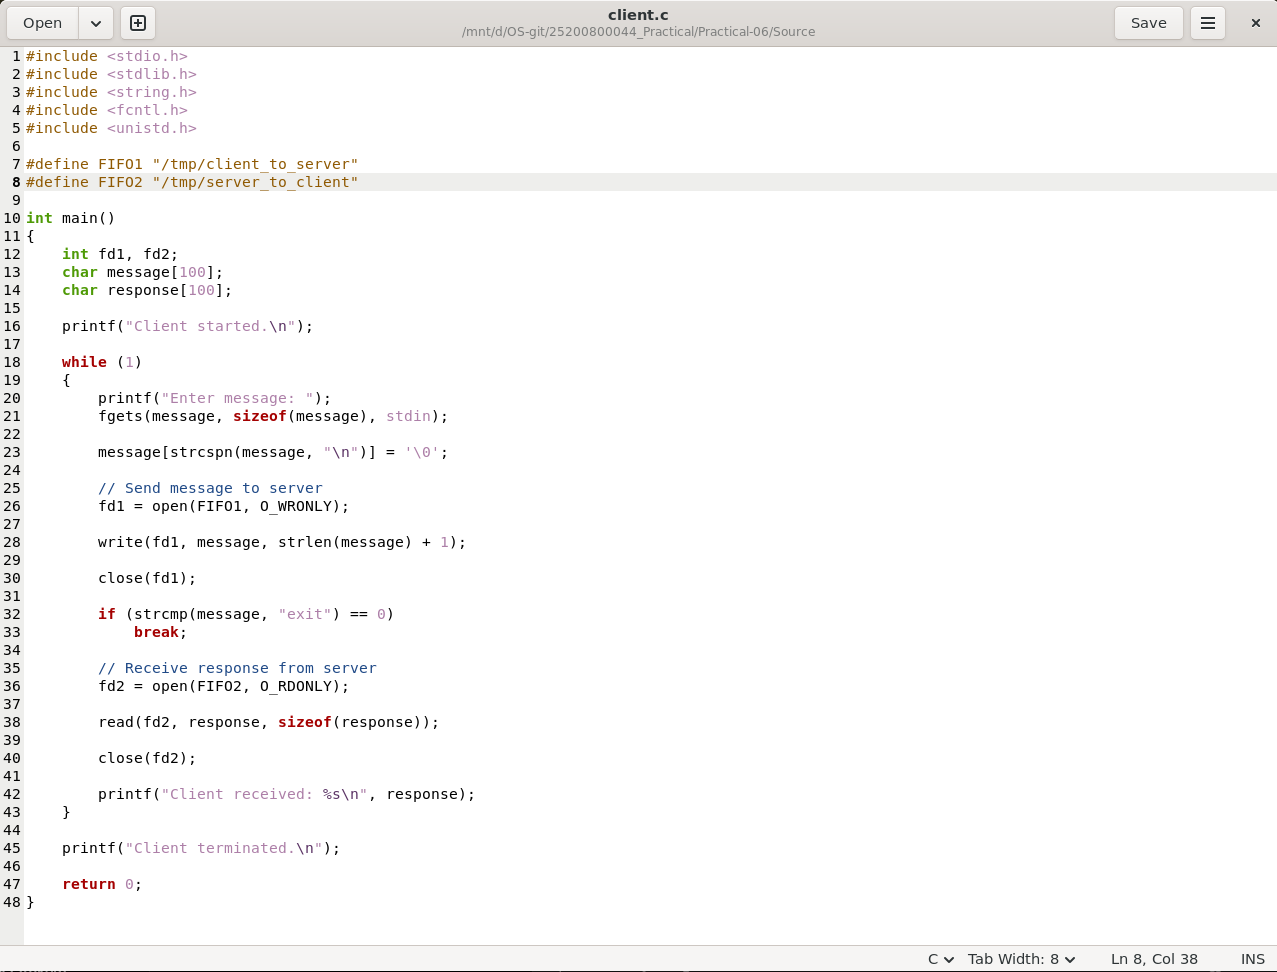 Open
client.c
/mnt/d/OS-git/25200800044_Practical/Practical-06/Source
Save
1 #include <stdio.h>
2 #include <stdlib.h>
3 #include <string.h>
4 #include <fcntl.h>
5 #include <unistd.h>
6
7 #define FIFO1 "/tmp/client_to_server"
8 #define FIFO2 "/tmp/server_to_client"
9
10 int main()
11 {
12     int fd1, fd2;
13     char message[100];
14     char response[100];
15
16     printf("Client started.\n");
17
18     while (1)
19     {
20         printf("Enter message: ");
21         fgets(message, sizeof(message), stdin);
22
23         message[strcspn(message, "\n")] = '\0';
24
25         // Send message to server
26         fd1 = open(FIFO1, O_WRONLY);
27
28         write(fd1, message, strlen(message) + 1);
29
30         close(fd1);
31
32         if (strcmp(message, "exit") == 0)
33             break;
34
35         // Receive response from server
36         fd2 = open(FIFO2, O_RDONLY);
37
38         read(fd2, response, sizeof(response));
39
40         close(fd2);
41
42         printf("Client received: %s\n", response);
43     }
44
45     printf("Client terminated.\n");
46
47     return 0;
48 }
C Tab Width: 8 Ln 8, Col 38 INS